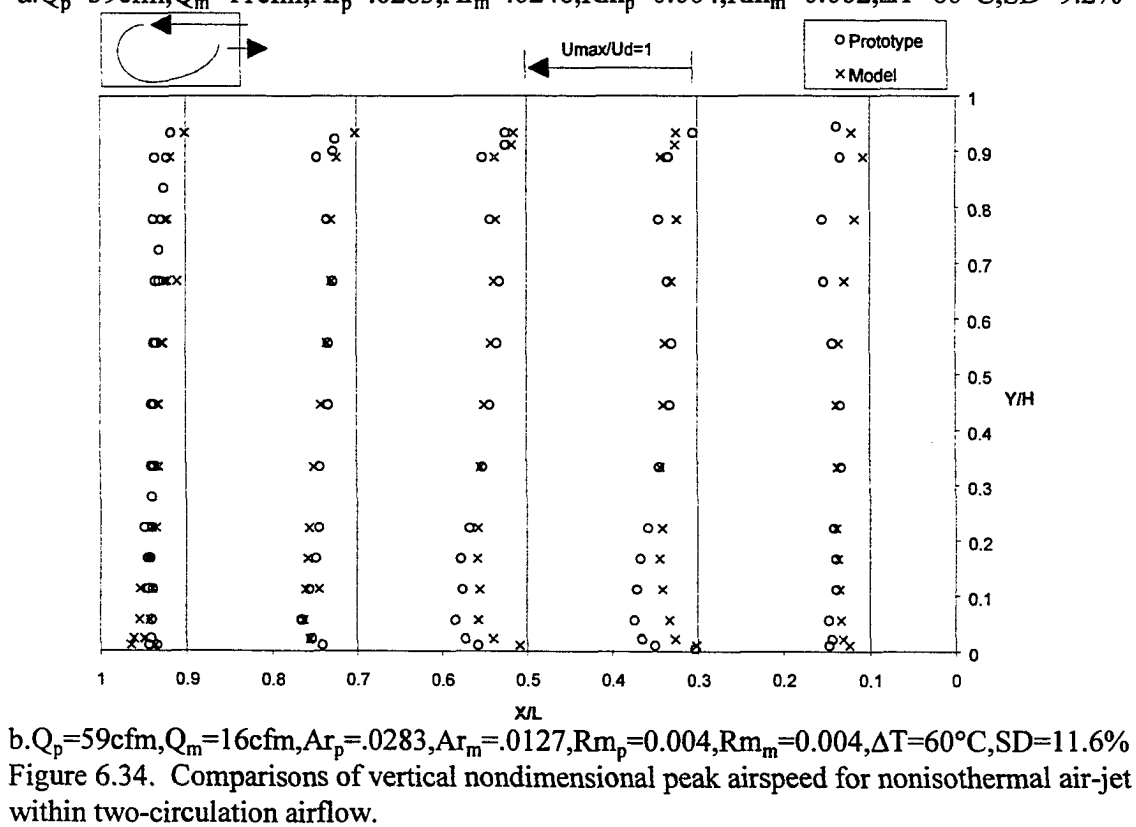 Umax/Ud=1
o Prototype
× Model
1
0.9
0.8
0.7
0.6
0.5
Y/H
0.4
0.3
0.2
0.1
0
1 0.9 0.8 0.7 0.6 0.5 0.4 0.3 0.2 0.1 0
X/L
b.Qp=59cfm,Qm=16cfm,Arp=.0283,Arm=.0127,Rmp=0.004,Rmm=0.004,ΔT=60°C,SD=11.6%
Figure 6.34. Comparisons of vertical nondimensional peak airspeed for nonisothermal air-jet
within two-circulation airflow.